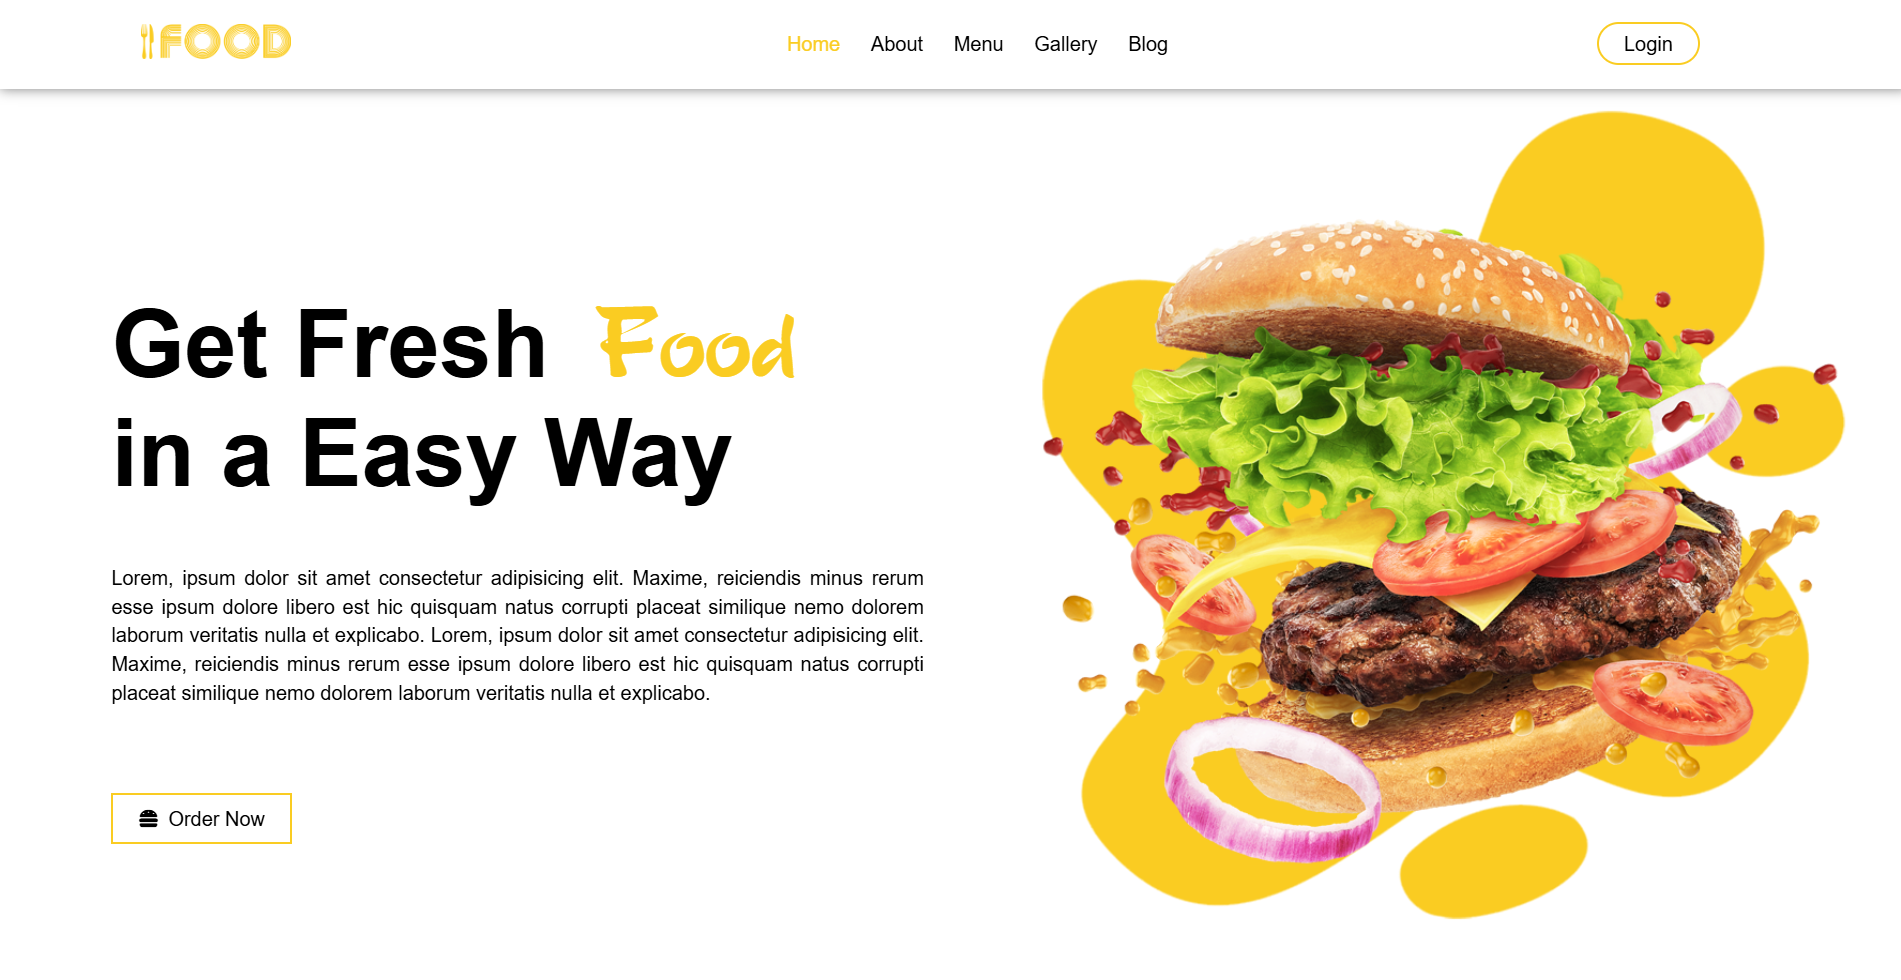 FOOD
Home About Menu Gallery Blog
Login
Get Fresh Food
in a Easy Way
Lorem, ipsum dolor sit amet consectetur adipisicing elit. Maxime, reiciendis minus rerum
esse ipsum dolore libero est hic quisquam natus corrupti placeat similique nemo dolorem
laborum veritatis nulla et explicabo. Lorem, ipsum dolor sit amet consectetur adipisicing elit.
Maxime, reiciendis minus rerum esse ipsum dolore libero est hic quisquam natus corrupti
placeat similique nemo dolorem laborum veritatis nulla et explicabo.
Order Now